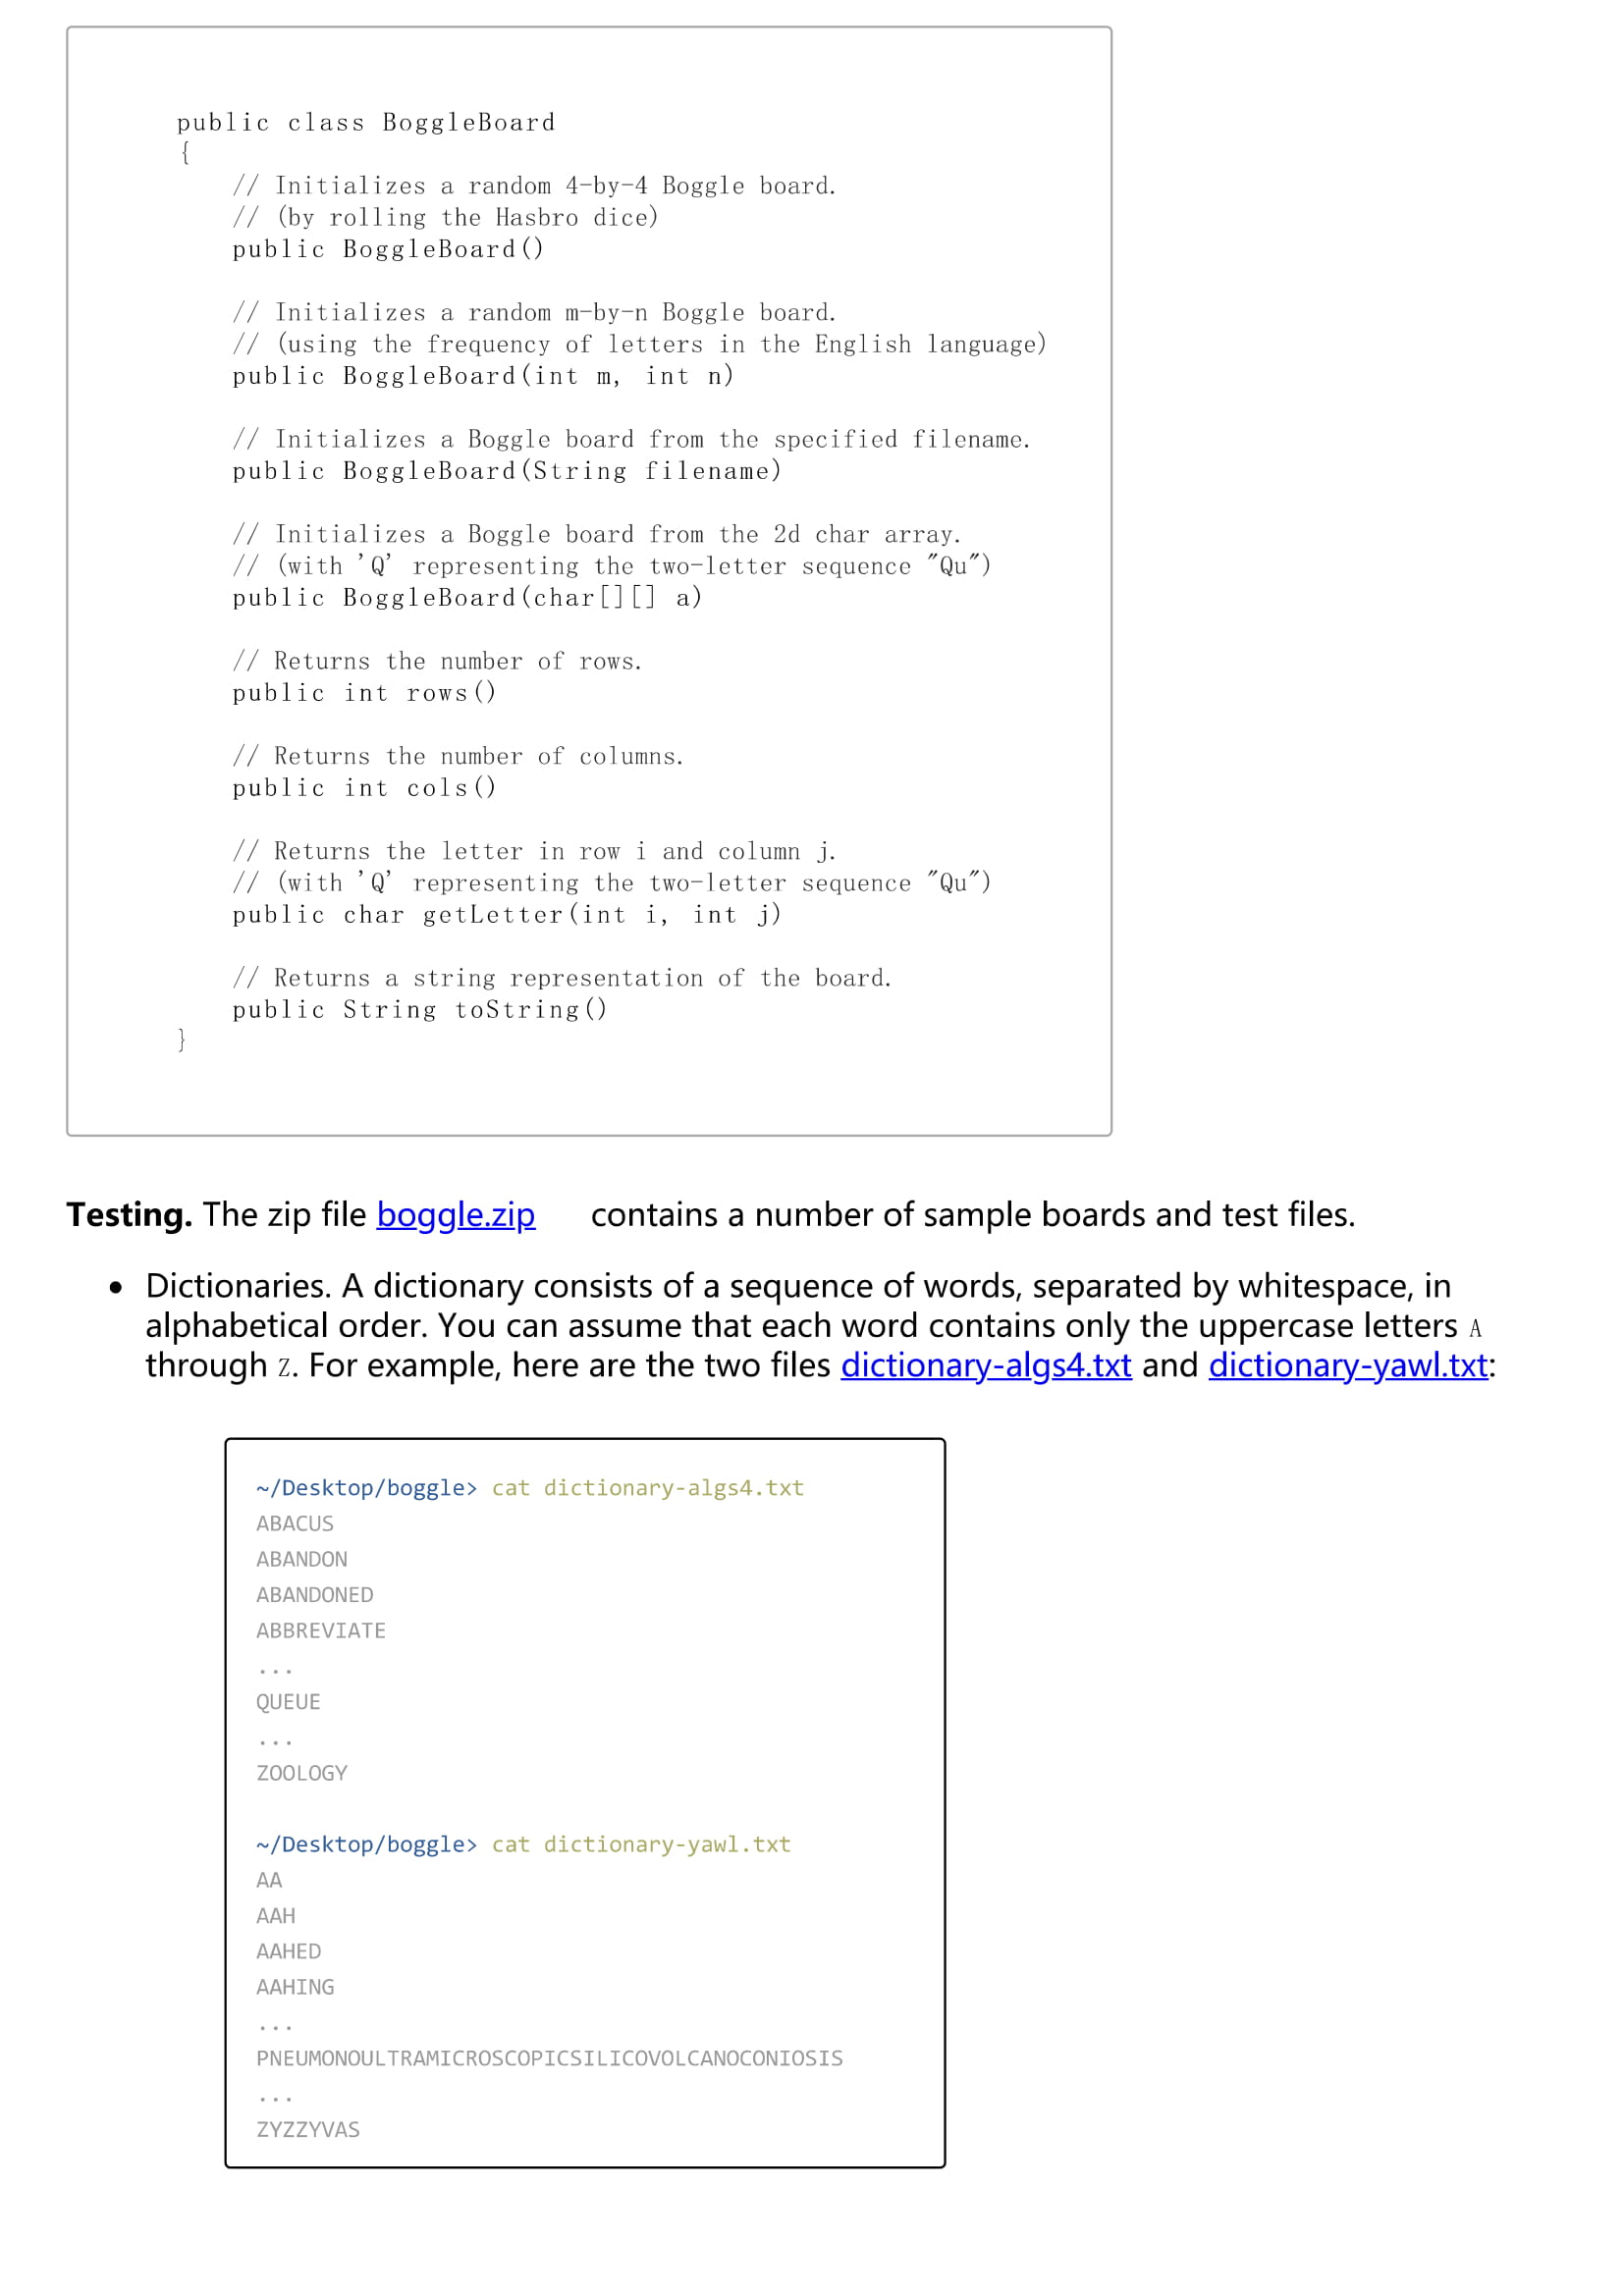 public class BoggleBoard
{
// Initializes a random 4-by-4 Boggle board.
// (by rolling the Hasbro dice)
public BoggleBoard()
// Initializes a random m-by-n Boggle board.
// (using the frequency of letters in the English language)
public BoggleBoard(int m, int n)
// Initializes a Boggle board from the specified filename.
public BoggleBoard(String filename)
// Initializes a Boggle board from the 2d char array.
// (with 'Q' representing the two-letter sequence "Qu")
public BoggleBoard(char[][] a)
// Returns the number of rows.
public int rows()
// Returns the number of columns.
public int cols()
// Returns the letter in row i and column j.
// (with 'Q' representing the two-letter sequence "Qu")
public char getLetter(int i, int j)
// Returns a string representation of the board.
public String toString()
}
Testing. The zip file boggle.zip contains a number of sample boards and test files.
• Dictionaries. A dictionary consists of a sequence of words, separated by whitespace, in
alphabetical order. You can assume that each word contains only the uppercase letters A
through Z. For example, here are the two files dictionary-algs4.txt and dictionary-yawl.txt:
~/Desktop/boggle> cat dictionary-algs4.txt
ABACUS
ABANDON
ABANDONED
ABBREVIATE
...
QUEUE
...
ZOOLOGY
~/Desktop/boggle> cat dictionary-yawl.txt
AA
AAH
AAHED
AAHING
...
PNEUMONOULTRAMICROSCOPICSILICOVOLCANOCONIOSIS
...
ZYZZYVAS